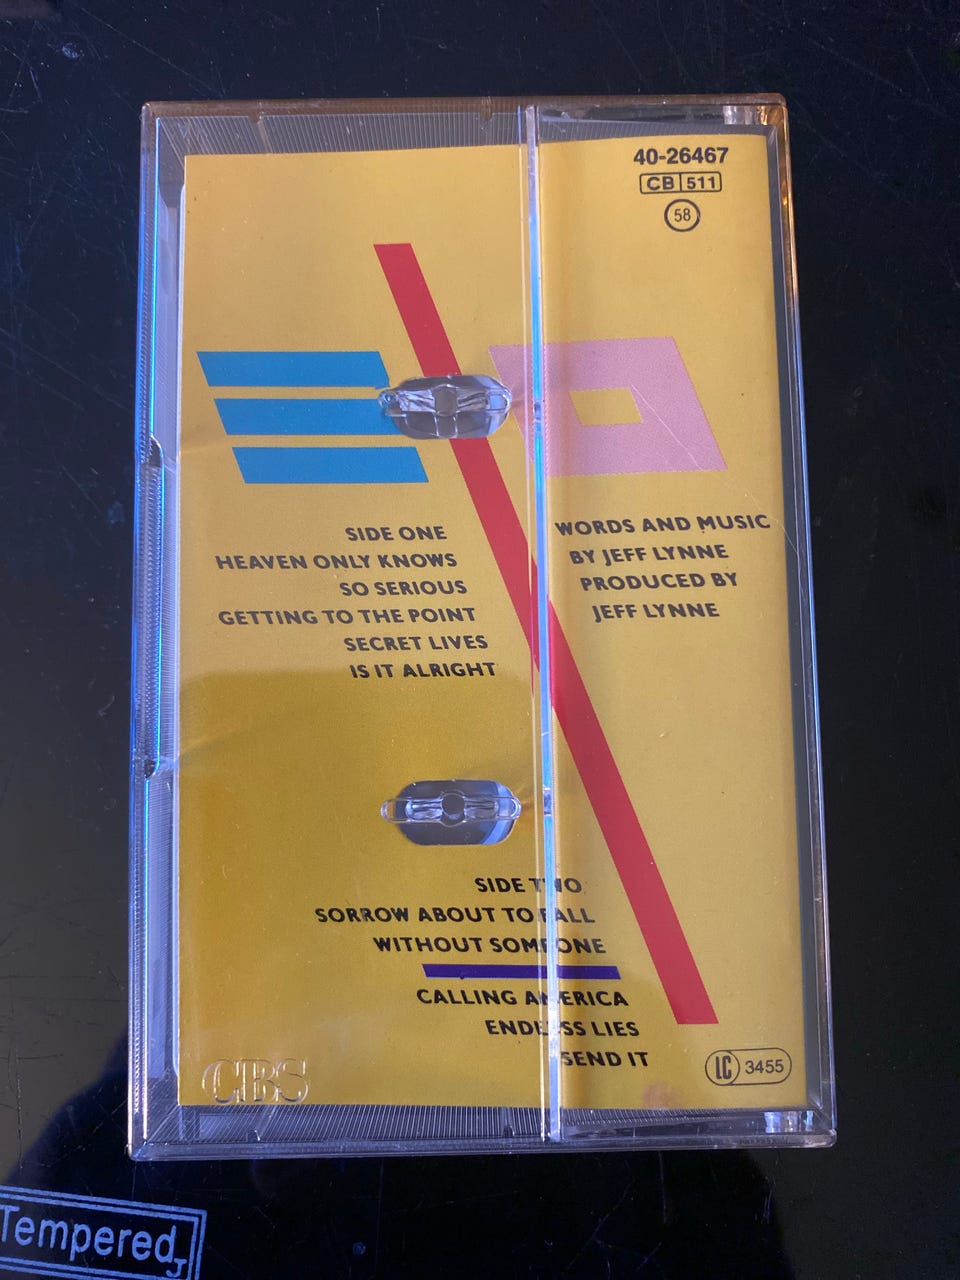 40-26467
CB 511
58
SIDE ONE
HEAVEN ONLY KNOWS
SO SERIOUS
GETTING TO THE POINT
SECRET LIVES
IS IT ALRIGHT
WORDS AND MUSIC
BY JEFF LYNNE
PRODUCED BY
JEFF LYNNE
SIDE TWO
SORROW ABOUT TO FALL
WITHOUT SOMEONE
CALLING AMERICA
ENDLESS LIES
SEND IT
CBS
LC 3455
Tempered